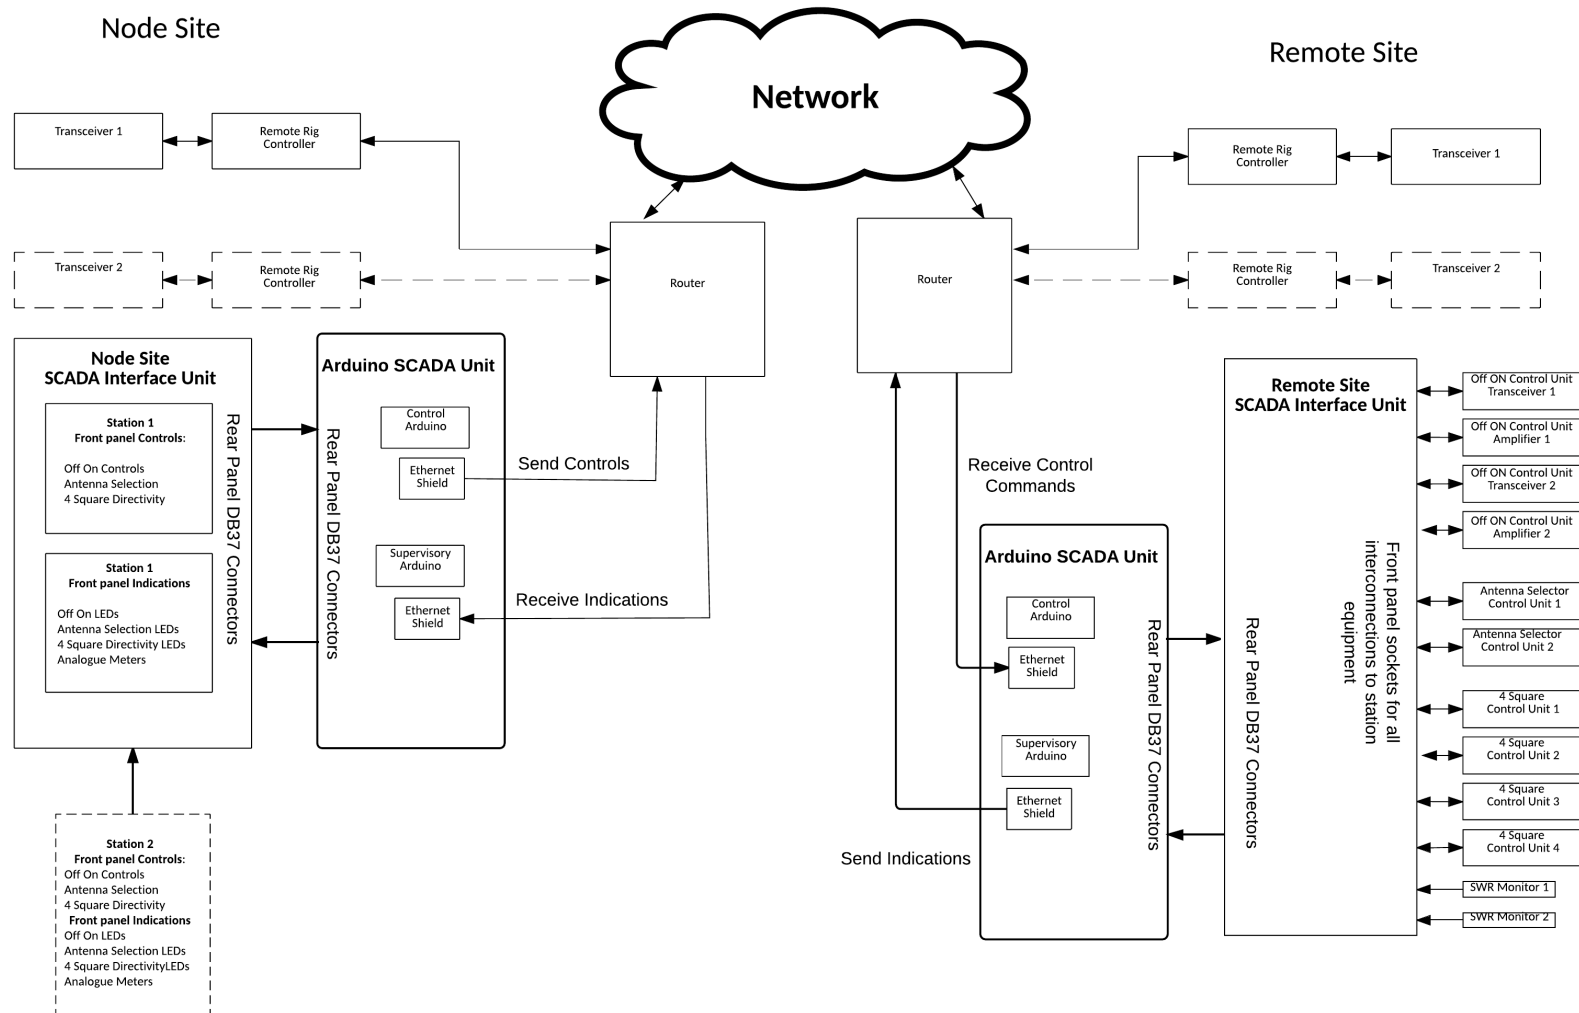 Node Site
Remote Site
Network
Transceiver 1
Remote Rig
Controller
Remote Rig
Controller
Transceiver 1
Transceiver 2
Remote Rig
Controller
Router
Router
Remote Rig
Controller
Transceiver 2
Node Site
SCADA Interface Unit
Station 1
Front panel Controls:
Off On Controls
Antenna Selection
4 Square Directivity
Station 1
Front panel Indications
Off On LEDs
Antenna Selection LEDs
4 Square Directivity LEDs
Analogue Meters
Rear Panel DB37 Connectors
Arduino SCADA Unit
Rear Panel DB37 Connectors
Control
Arduino
Ethernet
Shield
Supervisory
Arduino
Ethernet
Shield
Send Controls
Receive Indications
Station 2
Front panel Controls:
Off On Controls
Antenna Selection
4 Square Directivity
Front panel Indications
Off On LEDs
Antenna Selection LEDs
4 Square DirectivityLEDs
Analogue Meters
Receive Control
Commands
Send Indications
Arduino SCADA Unit
Control
Arduino
Ethernet
Shield
Supervisory
Arduino
Ethernet
Shield
Rear Panel DB37 Connectors
Remote Site
SCADA Interface Unit
Rear Panel DB37 Connectors
Front panel sockets for all
interconnections to station
equipment
Off ON Control Unit
Transceiver 1
Off ON Control Unit
Amplifier 1
Off ON Control Unit
Transceiver 2
Off ON Control Unit
Amplifier 2
Antenna Selector
Control Unit 1
Antenna Selector
Control Unit 2
4 Square
Control Unit 1
4 Square
Control Unit 2
4 Square
Control Unit 3
4 Square
Control Unit 4
SWR Monitor 1
SWR Monitor 2